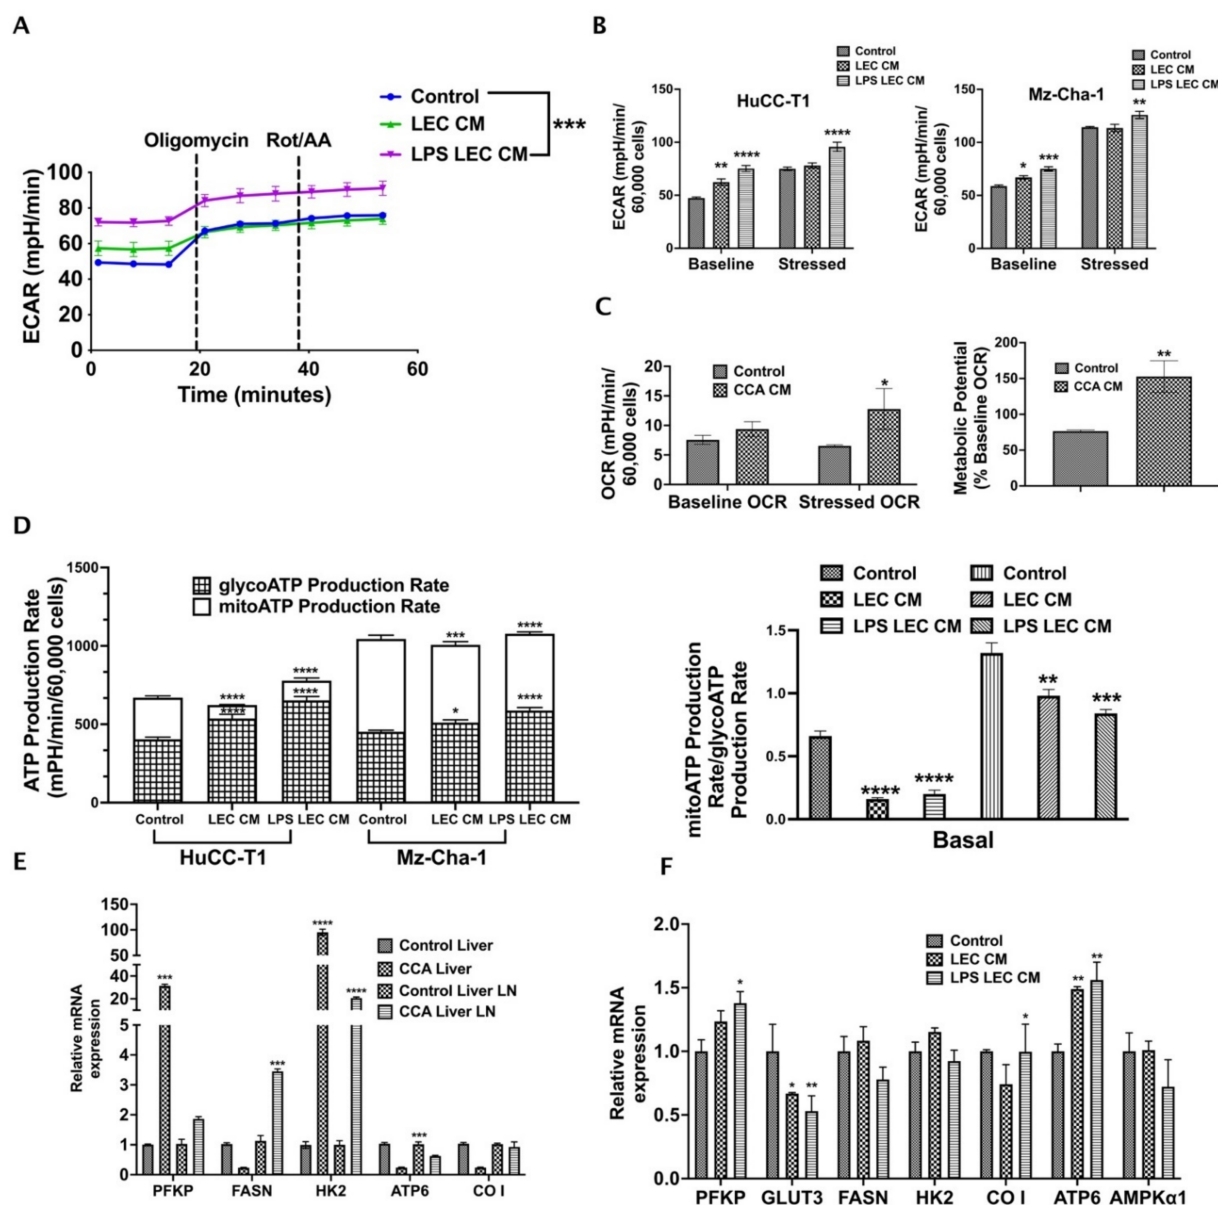 A
Control
LEC CM
LPS LEC CM
***
Oligomycin
Rot/AA
ECAR (mpH/min)
100
80
60
40
20
0
0
20
40
60
Time (minutes)
B
Control
LEC CM
LPS LEC CM
HuCC-T1
ECAR (mpH/min/
60,000 cells)
150
100
50
0
**
****
****
Baseline
Stressed
Control
LEC CM
LPS LEC CM
Mz-Cha-1
ECAR (mpH/min/
60,000 cells)
150
100
50
0
*
***
**
Baseline
Stressed
C
OCR (mPH/min/
60,000 cells)
20
15
10
5
0
Control
CCA CM
*
Baseline OCR
Stressed OCR
Metabolic Potential
(% Baseline OCR)
200
150
100
50
0
Control
CCA CM
**
D
ATP Production Rate
(mPH/min/60,000 cells)
1500
1000
500
0
glycoATP Production Rate
mitoATP Production Rate
****
****
****
****
***
*
****
****
Control
LEC CM
LPS LEC CM
Control
LEC CM
LPS LEC CM
HuCC-T1
Mz-Cha-1
Control
LEC CM
LPS LEC CM
Control
LEC CM
LPS LEC CM
mitoATP Production
Rate/glycoATP
Production Rate
1.5
1.0
0.5
0.0
****
****
**
***
Basal
E
Relative mRNA
expression
150
100
50
40
30
20
10
5
4
3
2
1
0
***
***
****
****
***
Control Liver
CCA Liver
Control Liver LN
CCA Liver LN
PFKP
FASN
HK2
ATP6
CO I
F
Relative mRNA
expression
2.0
1.5
1.0
0.5
0.0
Control
LEC CM
LPS LEC CM
*
*
**
*
**
**
PFKP
GLUT3
FASN
HK2
CO I
ATP6
AMPKα1